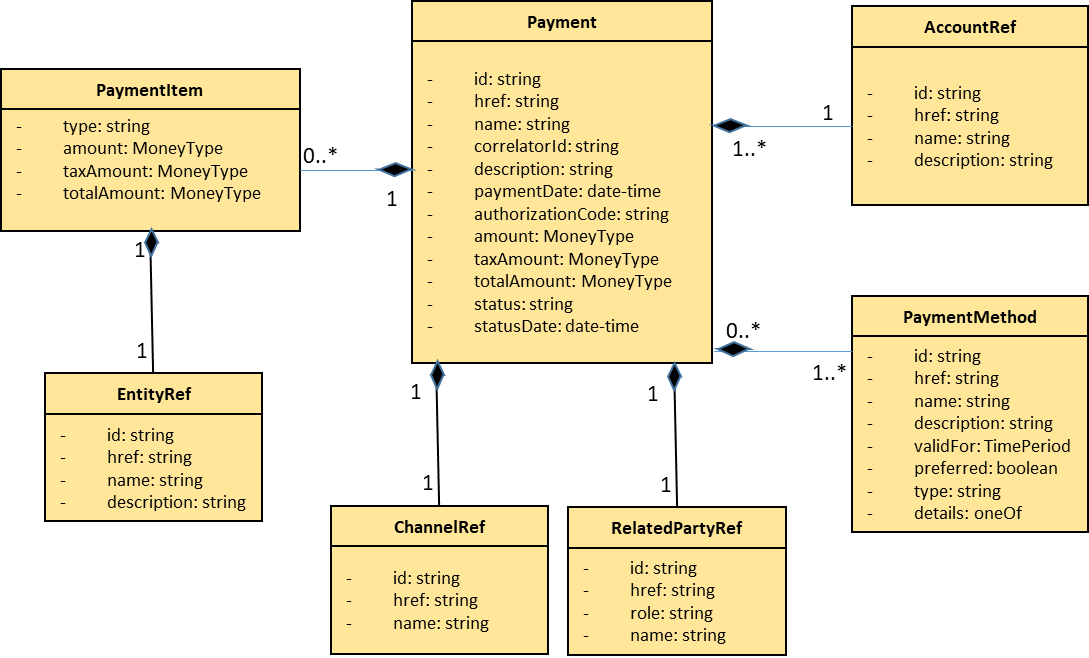 Payment
- id: string
- href: string
- name: string
- correlatorId: string
- description: string
- paymentDate: date-time
- authorizationCode: string
- amount: MoneyType
- taxAmount: MoneyType
- totalAmount: MoneyType
- status: string
- statusDate: date-time
AccountRef
- id: string
- href: string
- name: string
- description: string
1
1..*
PaymentItem
- type: string
- amount: MoneyType
- taxAmount: MoneyType
- totalAmount: MoneyType
0..*
1
1
1
EntityRef
- id: string
- href: string
- name: string
- description: string
0..*
1..*
PaymentMethod
- id: string
- href: string
- name: string
- description: string
- validFor: TimePeriod
- preferred: boolean
- type: string
- details: oneOf
1
1
ChannelRef
- id: string
- href: string
- name: string
1
1
RelatedPartyRef
- id: string
- href: string
- role: string
- name: string